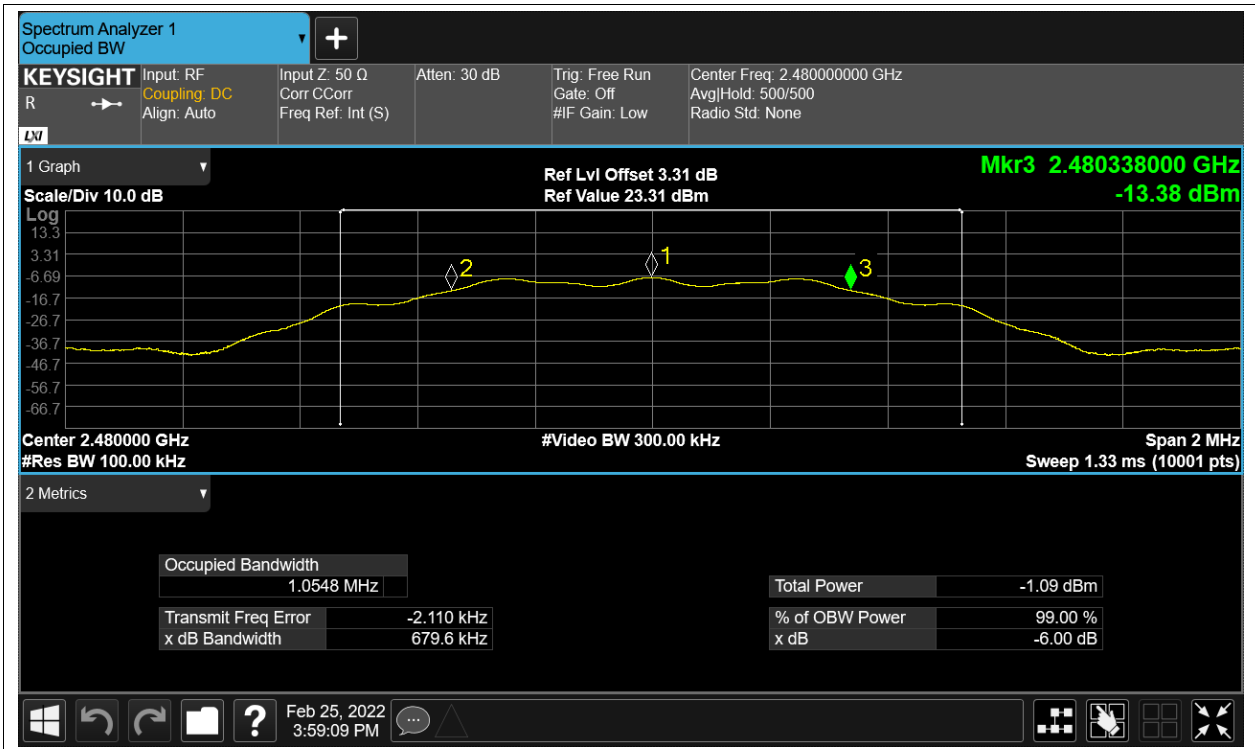 Spectrum Analyzer 1
Occupied BW
KEYSIGHT
R
LXI
Input: RF
Coupling: DC
Align: Auto
Input Z: 50 Ω
Corr CCorr
Freq Ref: Int (S)
Atten: 30 dB
Trig: Free Run
Gate: Off
#IF Gain: Low
Center Freq: 2.480000000 GHz
Avg|Hold: 500/500
Radio Std: None
1 Graph
Scale/Div 10.0 dB
Ref Lvl Offset 3.31 dB
Ref Value 23.31 dBm
Mkr3 2.480338000 GHz
-13.38 dBm
Log
13.3
3.31
-6.69
-16.7
-26.7
-36.7
-46.7
-56.7
-66.7
2
1
3
Center 2.480000 GHz
#Video BW 300.00 kHz
Span 2 MHz
#Res BW 100.00 kHz
Sweep 1.33 ms (10001 pts)
2 Metrics
Occupied Bandwidth
1.0548 MHz
Total Power -1.09 dBm
Transmit Freq Error -2.110 kHz
% of OBW Power 99.00 %
x dB Bandwidth 679.6 kHz
x dB -6.00 dB
?
Feb 25, 2022
3:59:09 PM